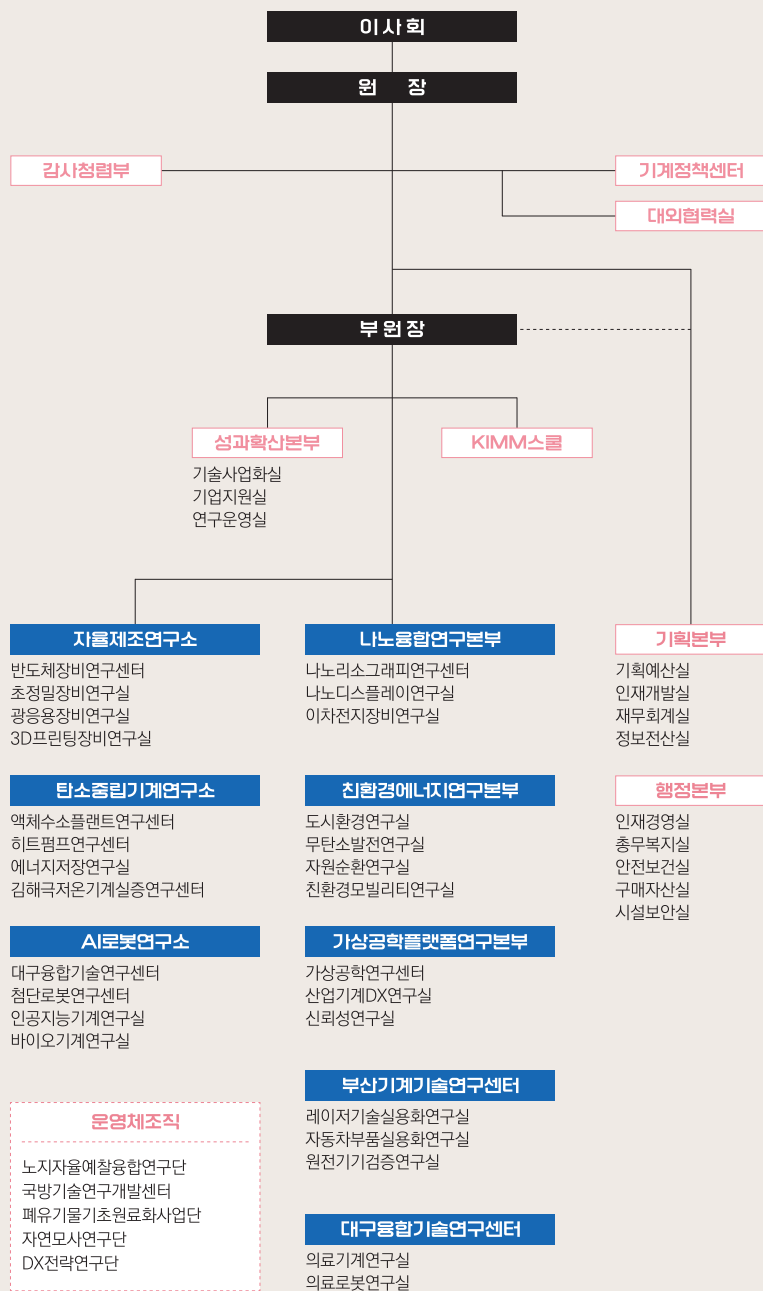 이사회
원 장
감사청렴부
기계정책센터
대외협력실
부원장
성과확산본부
기술사업화실
기업지원실
연구운영실
KIMM스쿨
자율제조연구소
반도체장비연구센터
초정밀장비연구실
광응용장비연구실
3D프린팅장비연구실
나노융합연구본부
나노리소그래피연구센터
나노디스플레이연구실
이차전지장비연구실
기획본부
기획예산실
인재개발실
재무회계실
정보전산실
탄소중립기계연구소
액체수소플랜트연구센터
히트펌프연구센터
에너지저장연구실
김해극저온기계실증연구센터
친환경에너지연구본부
도시환경연구실
무탄소발전연구실
자원순환연구실
친환경모빌리티연구실
행정본부
인재경영실
총무복지실
안전보건실
구매자산실
시설보안실
AI로봇연구소
대구융합기술연구센터
첨단로봇연구센터
인공지능기계연구실
바이오기계연구실
가상공학플랫폼연구본부
가상공학연구센터
산업기계DX연구실
신뢰성연구실
부산기계기술연구센터
레이저기술실용화연구실
자동차부품실용화연구실
원전기기검증연구실
운영체조직
노지자율예찰융합연구단
국방기술연구개발센터
폐유기물기초원료화사업단
자연모사연구단
DX전략연구단
대구융합기술연구센터
의료기계연구실
의료로봇연구실